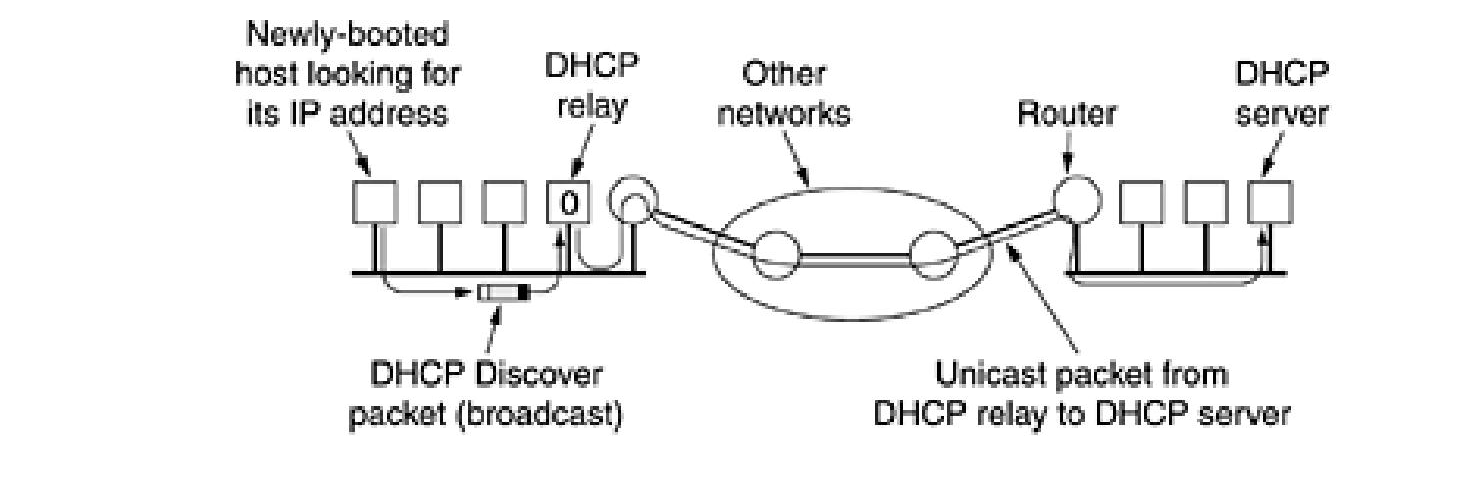 Newly-booted
host looking for
its IP address
DHCP
relay
Other
networks
Router
DHCP
server
0
DHCP Discover
packet (broadcast)
Unicast packet from
DHCP relay to DHCP server